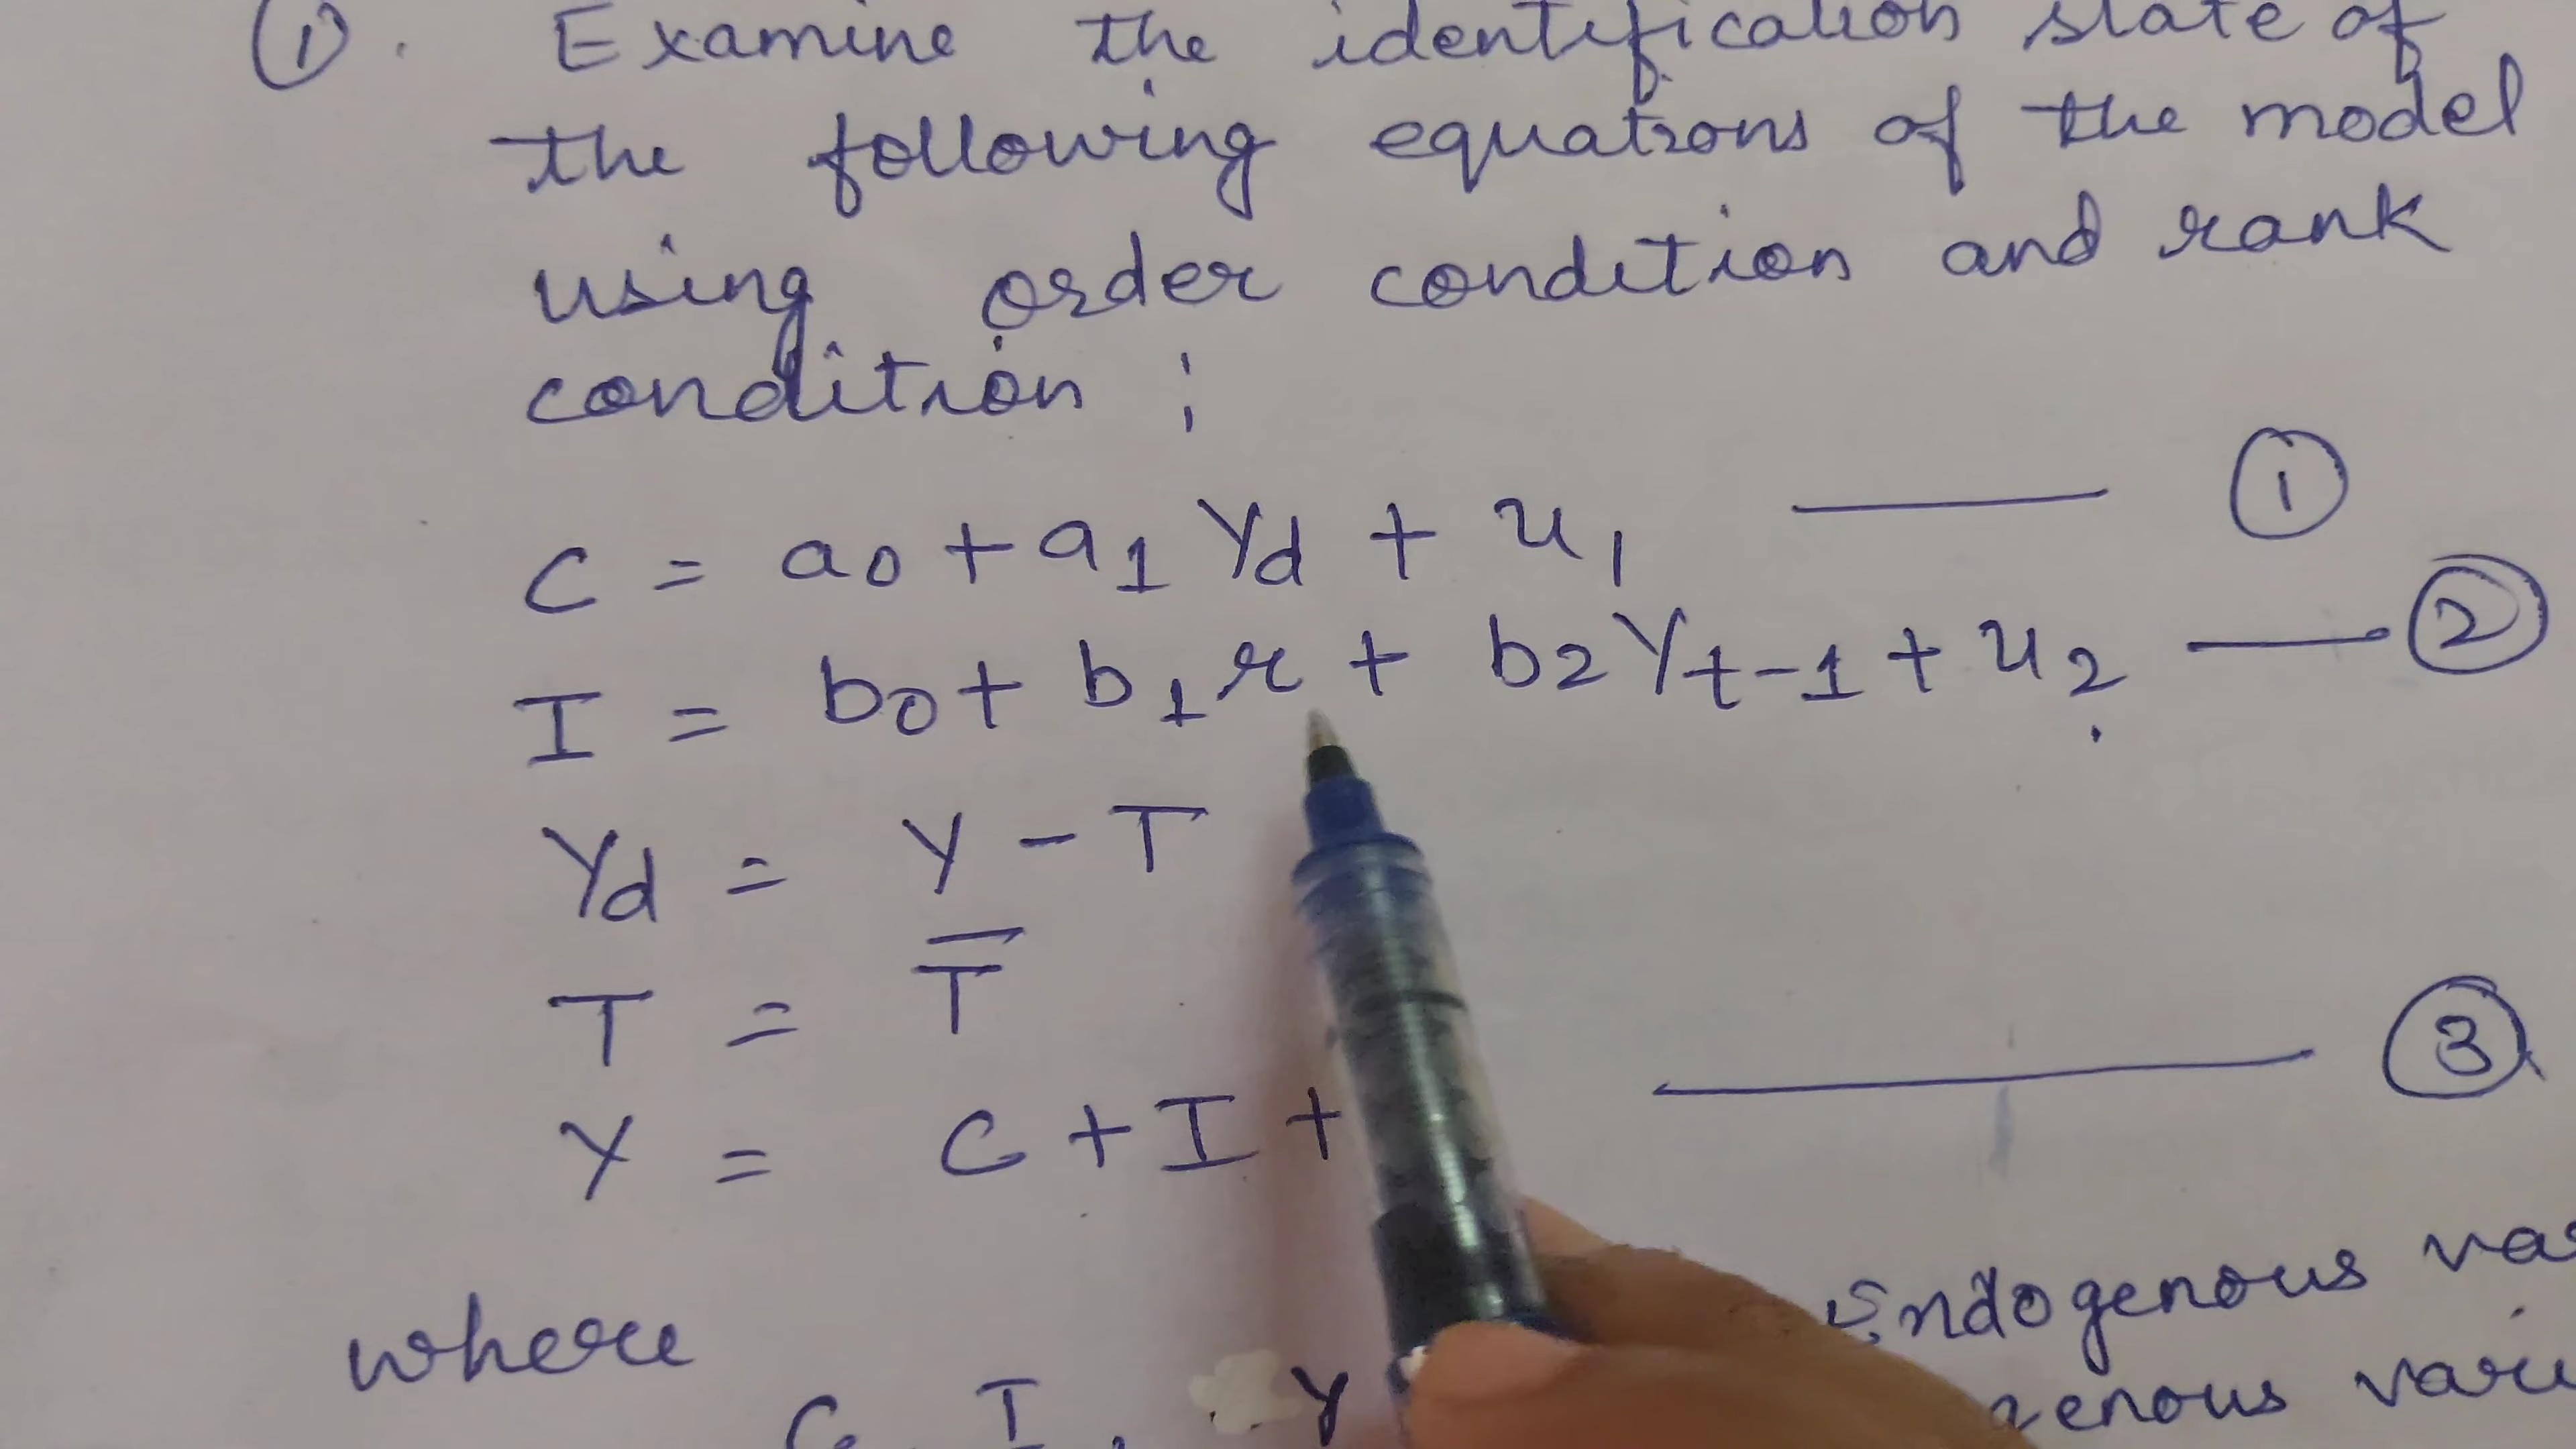 ①. Examine the identification state of
the following equations of the model
using order condition and rank
condition :
C = a₀ + a₁ Yd + u₁ —— ①
I = b₀ + b₁ r + b₂ Yt-1 + u₂ —— ②
Yd = Y - T
T = T̅
Y = C + I + —— ③
where Endogenous
C, I, Y